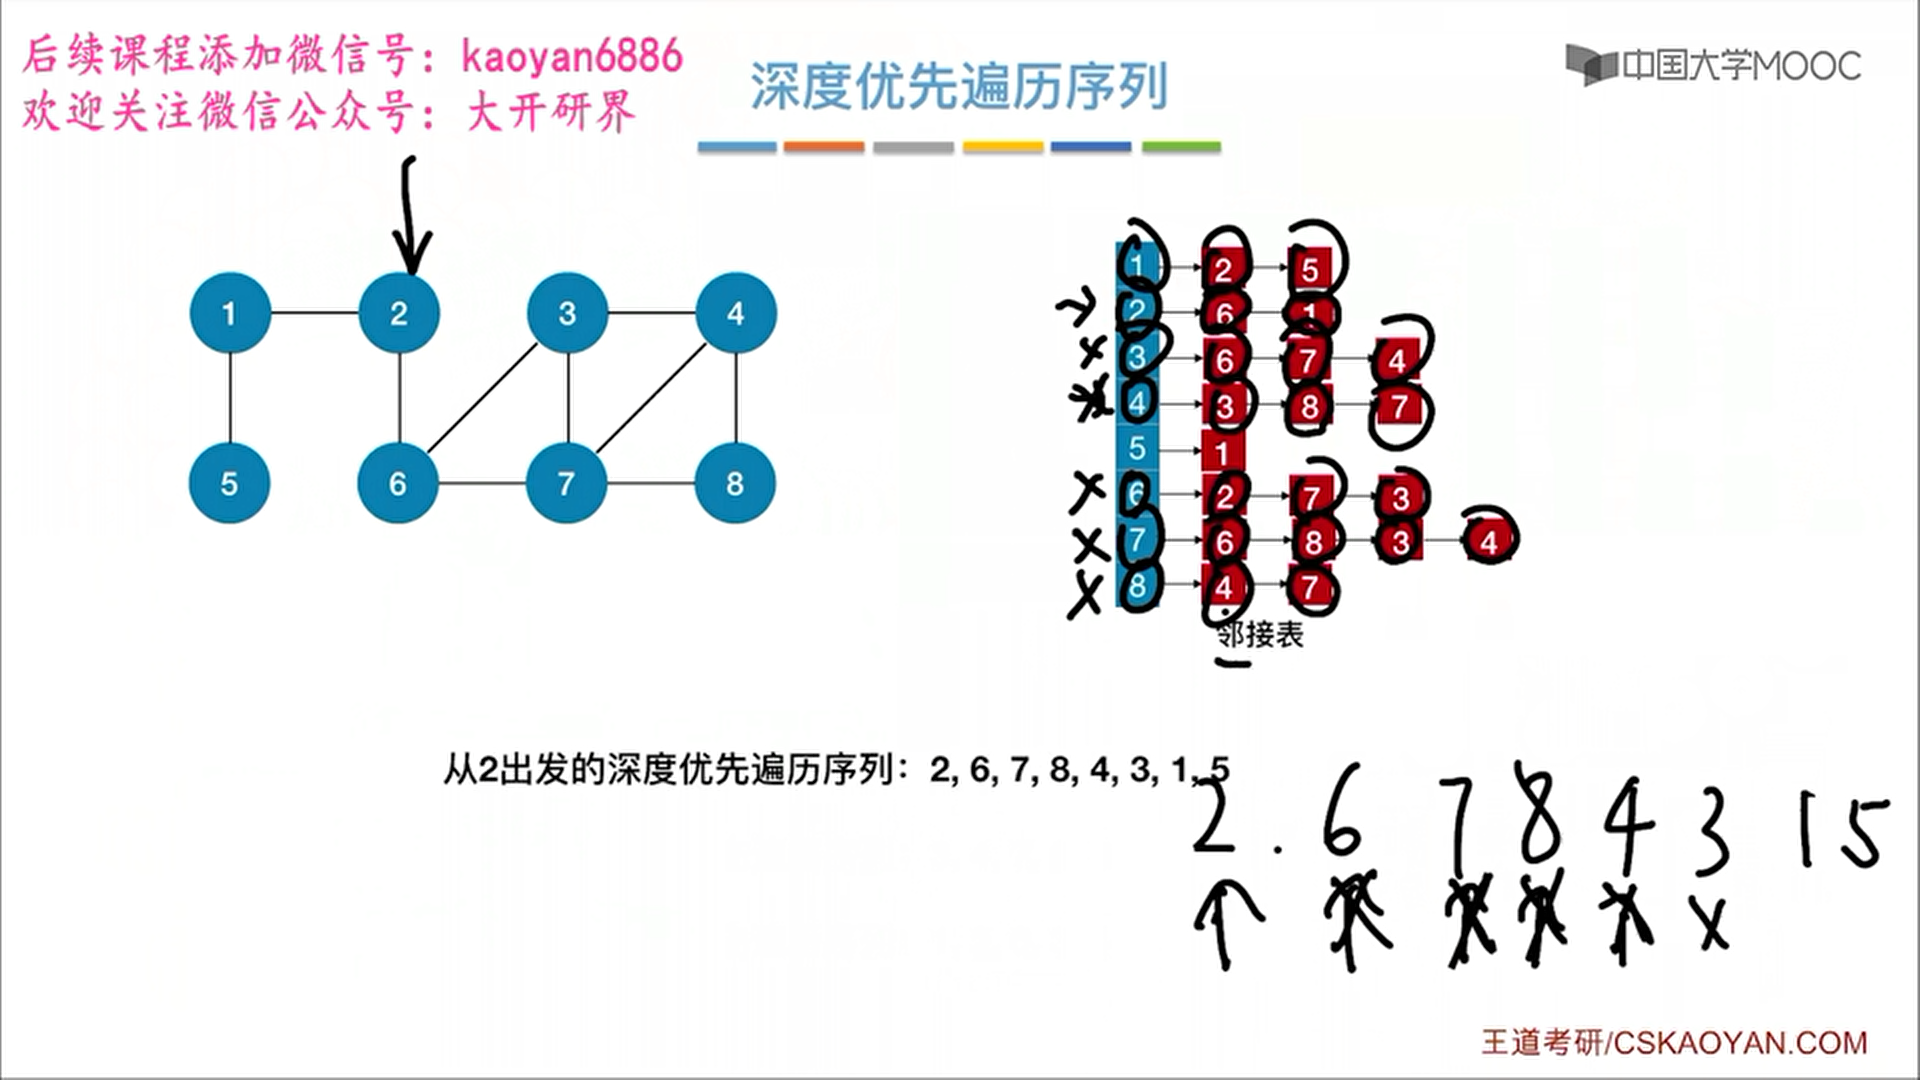 后续课程添加微信号：kaoyan6886
欢迎关注微信公众号：大开研界
深度优先遍历序列
中国大学MOOC
1 2 3 4
5 6 7 8
1 2 5
2 6 1
3 6 7 4
4 3 8 7
5 1
6 2 7 3
7 6 8 3 4
8 4 7
邻接表
从2出发的深度优先遍历序列：2, 6, 7, 8, 4, 3, 1, 5
2 . 6 7 8 4 3 1 5
王道考研/CSKAOYAN.COM